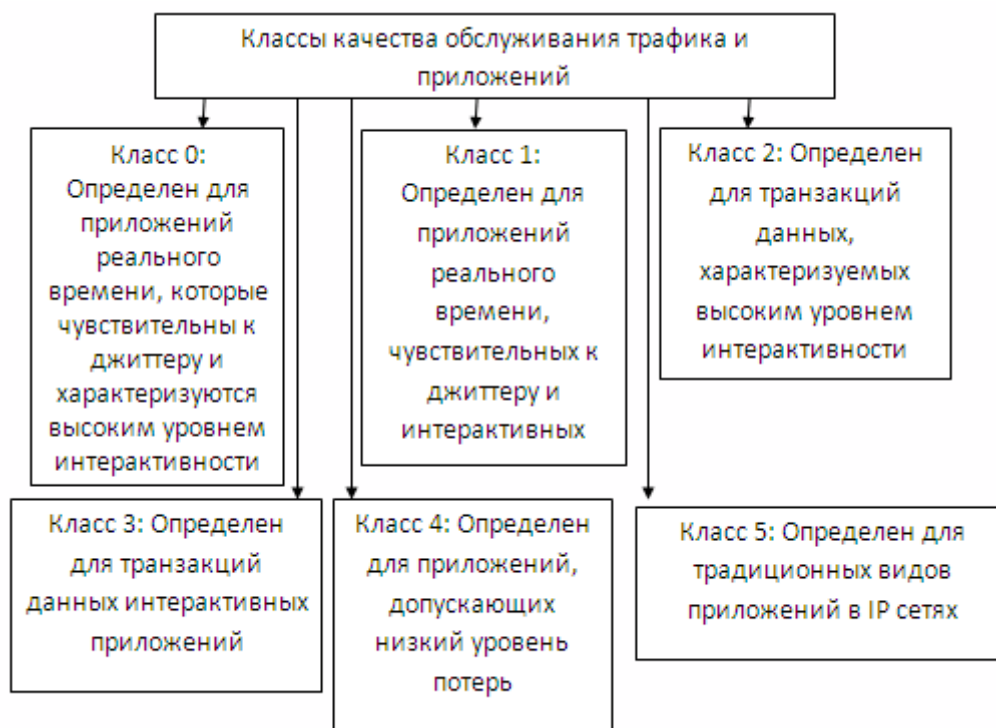 Классы качества обслуживания трафика и
приложений
Класс 0:
Определен для
приложений
реального
времени, которые
чувствительны к
джиттеру и
характеризуются
высоким уровнем
интерактивности
Класс 1:
Определен для
приложений
реального
времени,
чувствительных к
джиттеру и
интерактивных
Класс 2: Определен
для транзакций
данных,
характеризуемых
высоким уровнем
интерактивности
Класс 3: Определен
для транзакций
данных интерактивных
приложений
Класс 4: Определен
для приложений,
допускающих
низкий уровень
потерь
Класс 5: Определен для
традиционных видов
приложений в IP сетях